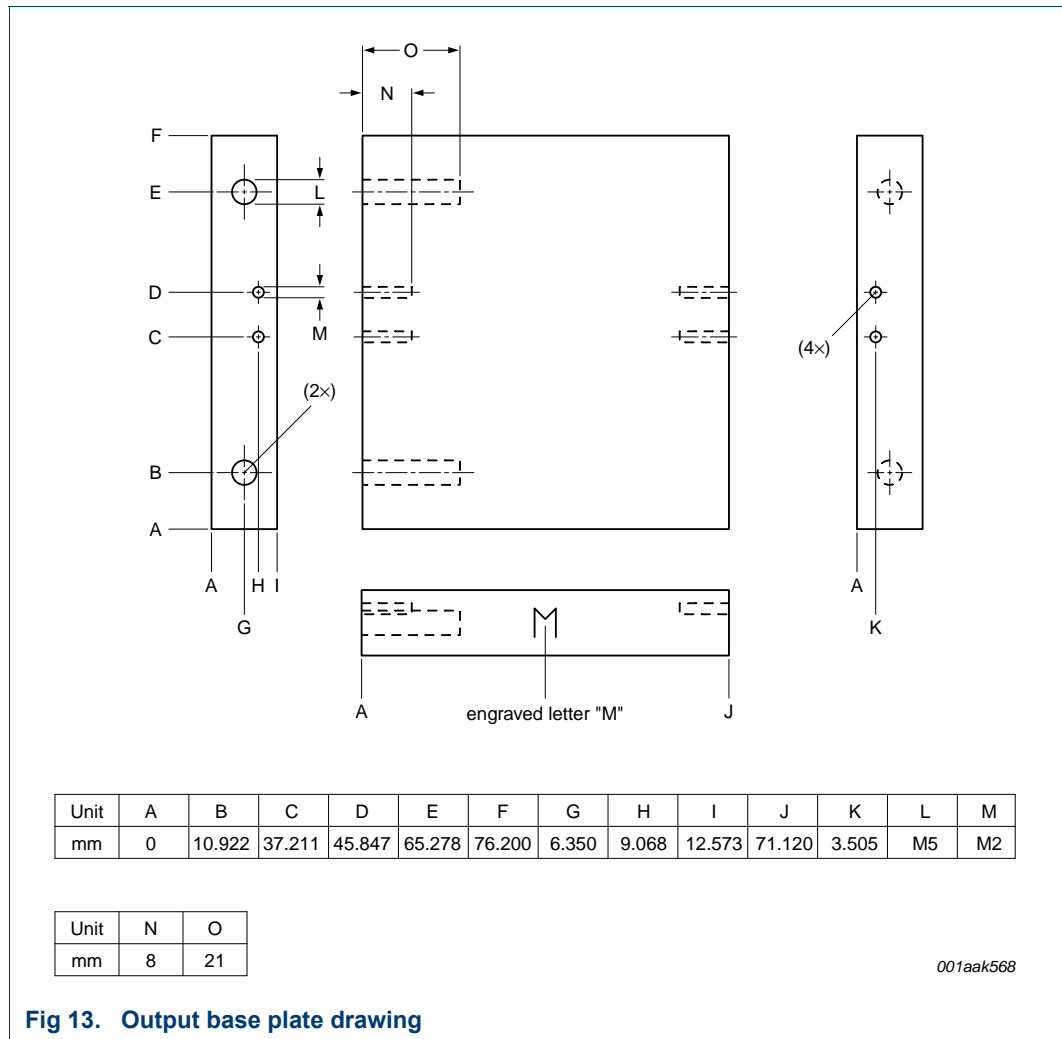 O
N
F
E
L
D
C
M
(4×)
(2×)
B
A
A H I
A
G
K
M
A engraved letter "M" J
Unit A B C D E F G H I J K L M
mm 0 10.922 37.211 45.847 65.278 76.200 6.350 9.068 12.573 71.120 3.505 M5 M2
Unit N O
mm 8 21
001aak568
Fig 13. Output base plate drawing